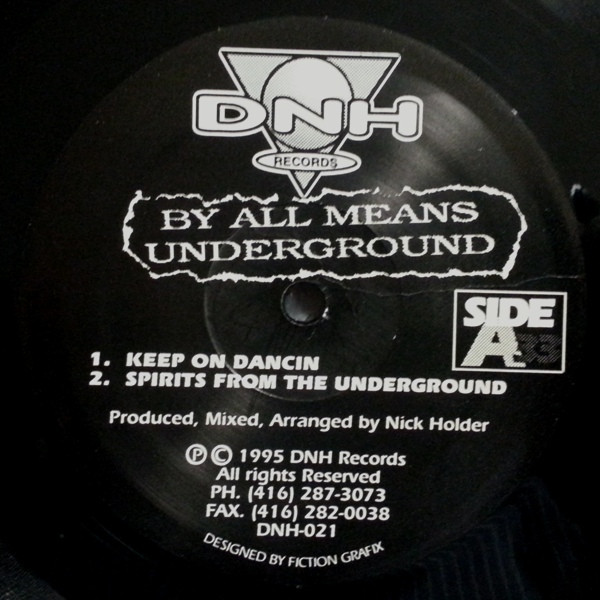 DNH
RECORDS
BY ALL MEANS
UNDERGROUND
SIDE
A
1. KEEP ON DANCIN
2. SPIRITS FROM THE UNDERGROUND
Produced, Mixed, Arranged by Nick Holder
Ⓟ © 1995 DNH Records
All rights Reserved
PH. (416) 287-3073
FAX. (416) 282-0038
DNH-021
DESIGNED BY FICTION GRAFIX